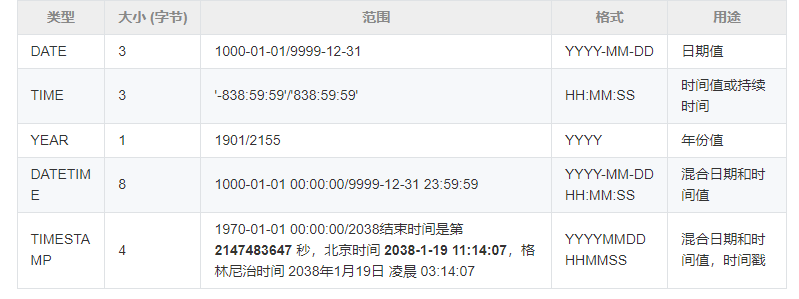 类型 大小 (字节) 范围 格式 用途
DATE 3 1000-01-01/9999-12-31 YYYY-MM-DD 日期值
TIME 3 '-838:59:59'/'838:59:59' HH:MM:SS 时间值或持续
时间
YEAR 1 1901/2155 YYYY 年份值
DATETIM
E
8
1000-01-01 00:00:00/9999-12-31 23:59:59
YYYY-MM-DD
HH:MM:SS
混合日期和时
间值
TIMESTA
MP
4
1970-01-01 00:00:00/2038结束时间是第
2147483647 秒，北京时间 2038-1-19 11:14:07，格
林尼治时间 2038年1月19日 凌晨 03:14:07
YYYYMMDD
HHMMSS
混合日期和时
间值，时间戳